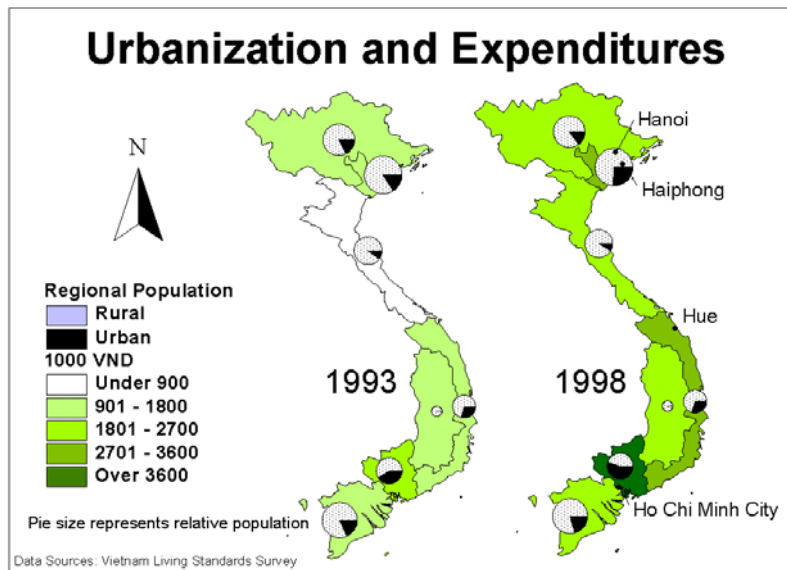 Urbanization and Expenditures
N
Hanoi
Haiphong
Regional Population
Rural
Urban
1000 VND
Under 900
901 - 1800
1801 - 2700
2701 - 3600
Over 3600
1993
1998
Hue
Ho Chi Minh City
Pie size represents relative population
Data Sources: Vietnam Living Standards Survey